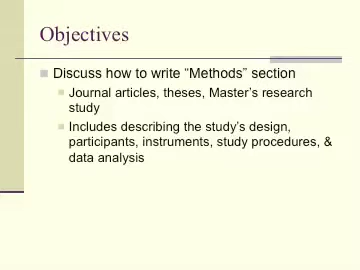 Objectives
Discuss how to write “Methods” section
Journal articles, theses, Master’s research
study
Includes describing the study’s design,
participants, instruments, study procedures, &
data analysis